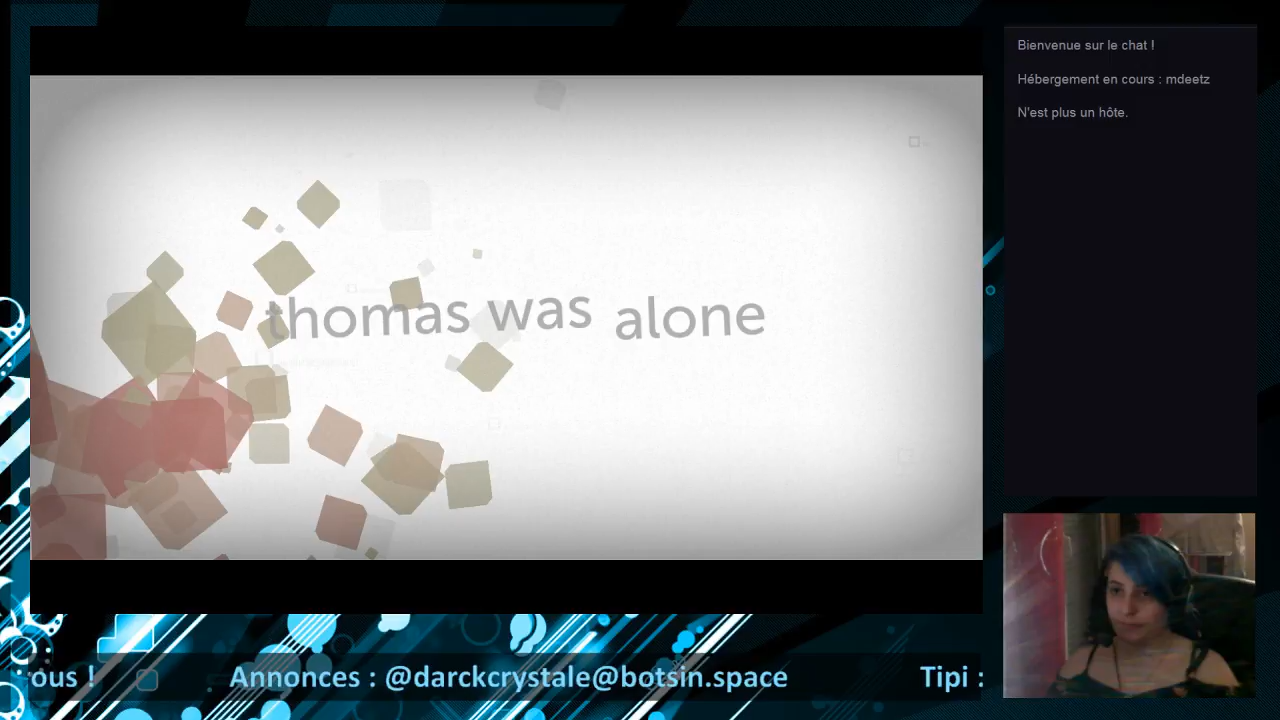 Bienvenue sur le chat !
Hébergement en cours : mdeetz
N'est plus un hôte.
thomas was alone
ous ! Annonces : @darckcrystale@botsin.space Tipi :